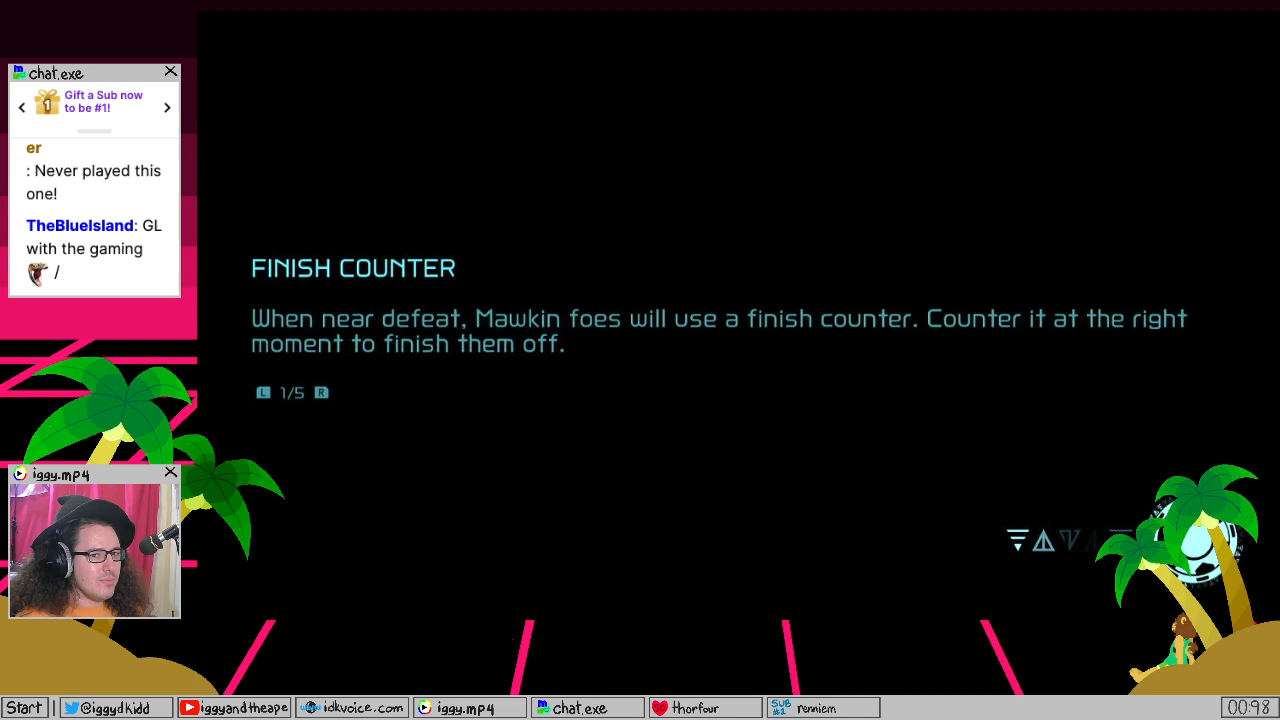 chat.exe
Gift a Sub now
to be #1!
1
er
: Never played this
one!
TheBlueIsland: GL
with the gaming
/
FINISH COUNTER
When near defeat, Mawkin foes will use a finish counter. Counter it at the right
moment to finish them off.
L 1/5 R
iggy.mp4
Start | @iggydkidd iggyandtheape www idkvoice.com iggy.mp4 chat.exe thorfour SUB #1 remiem 00:98